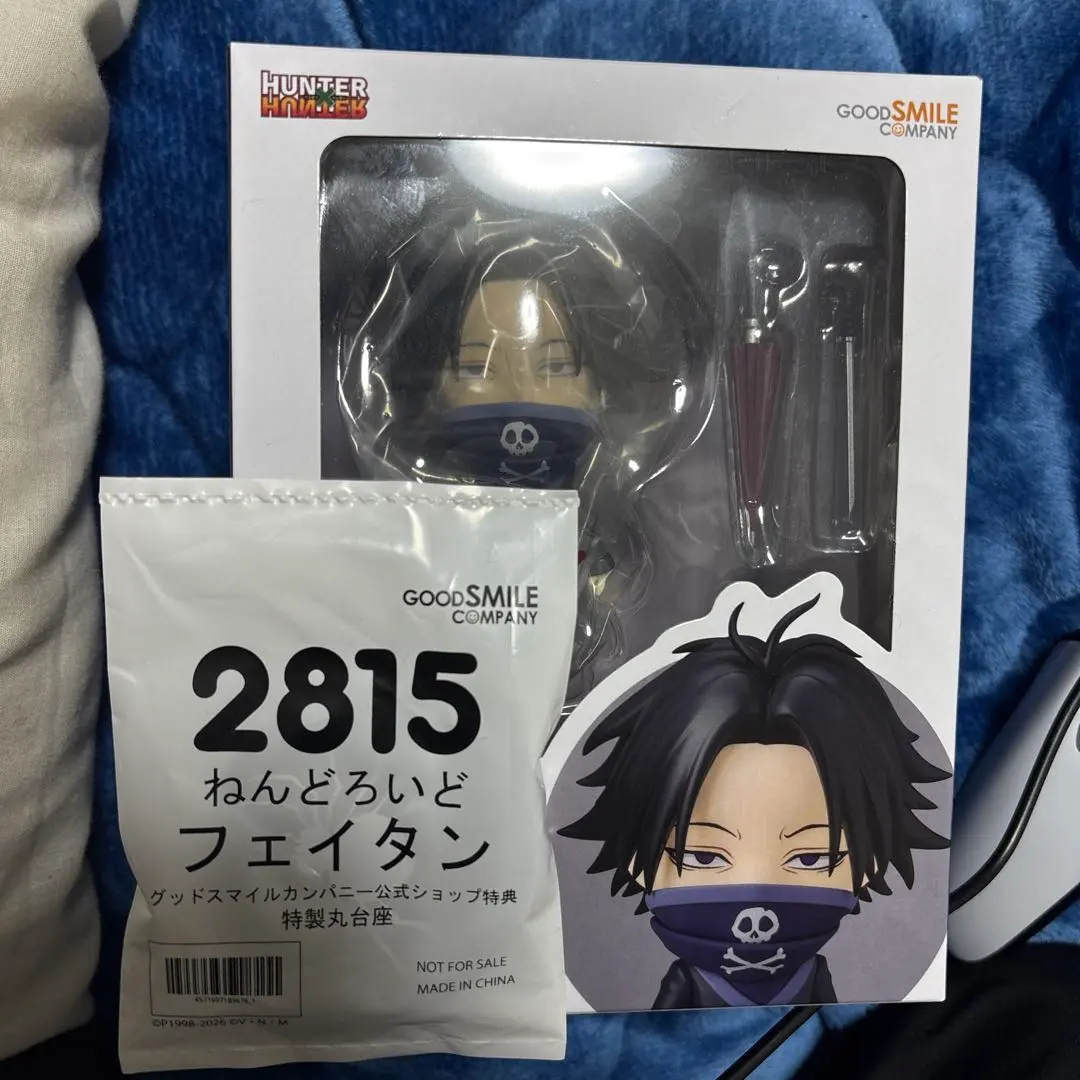 HUNTER
HUNTER
GOOD SMILE
COMPANY
GOOD SMILE
COMPANY
2815
ねんどろいど
フェイタン
グッドスマイルカンパニー公式ショップ特典
特製丸台座
NOT FOR SALE
MADE IN CHINA
©P1998-2026 ©V・N・M